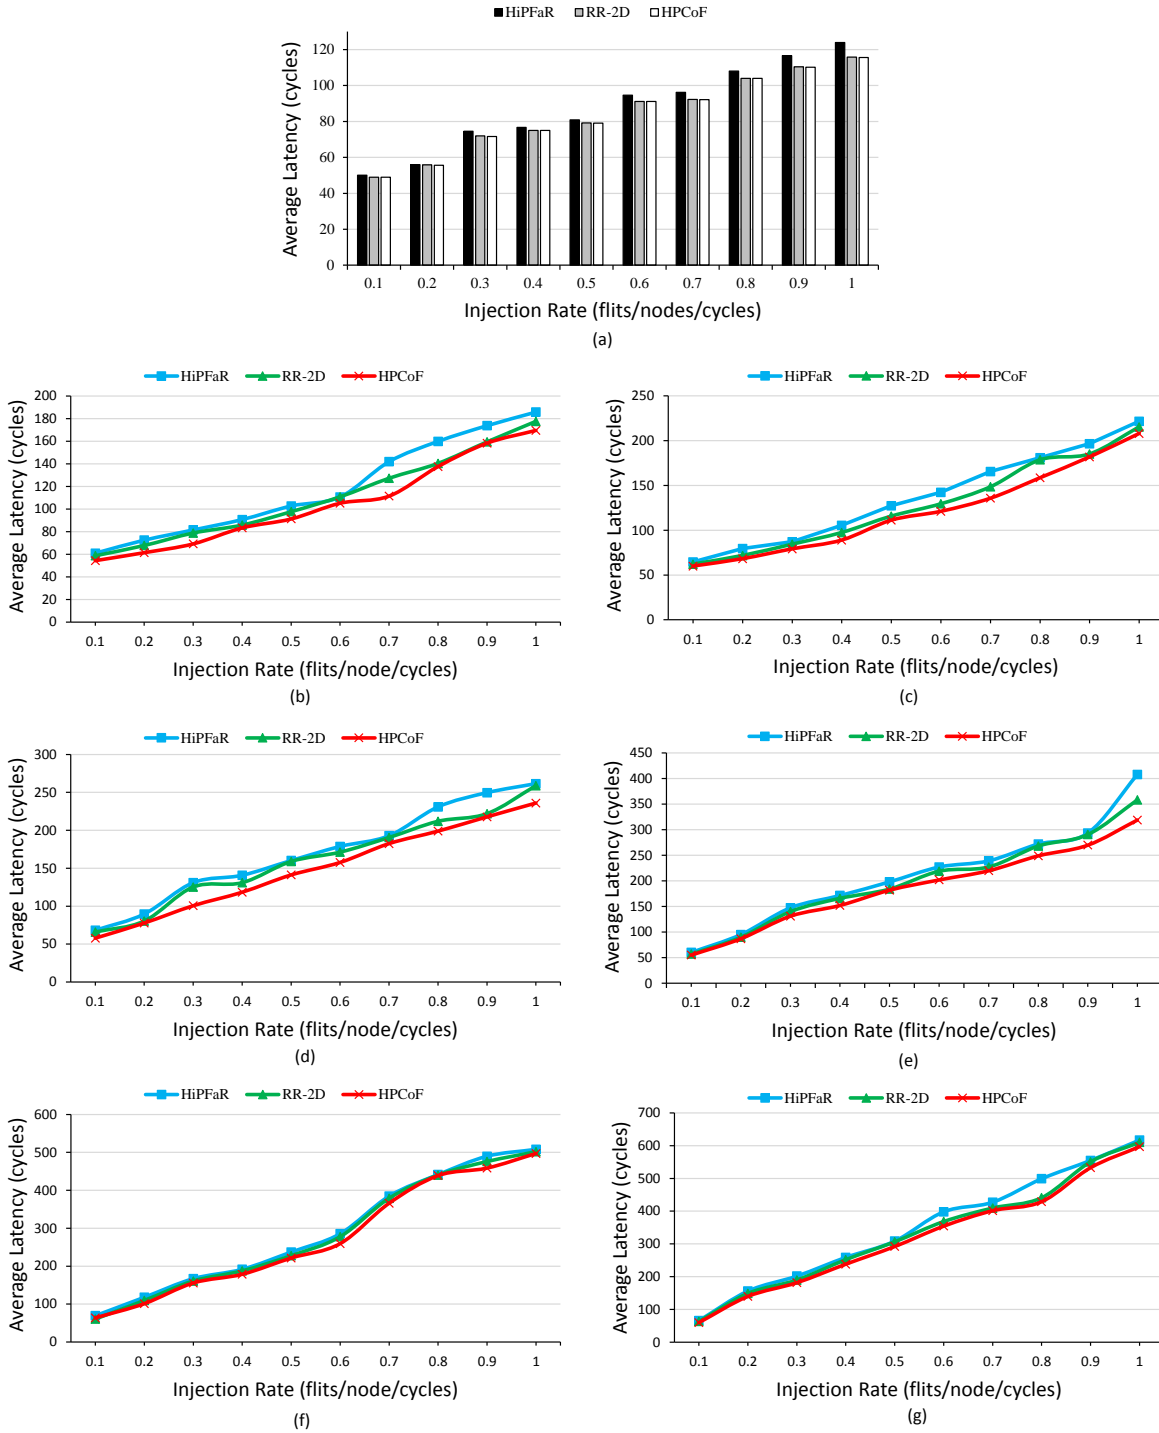 HiPFaR RR-2D HPCoF
Average Latency (cycles)
120
100
80
60
40
20
0
0.1 0.2 0.3 0.4 0.5 0.6 0.7 0.8 0.9 1
Injection Rate (flits/nodes/cycles)
(a)
HiPFaR RR-2D HPCoF
Average Latency (cycles)
200
180
160
140
120
100
80
60
40
20
0
0.1 0.2 0.3 0.4 0.5 0.6 0.7 0.8 0.9 1
Injection Rate (flits/node/cycles)
(b)
HiPFaR RR-2D HPCoF
Average Latency (cycles)
250
200
150
100
50
0
0.1 0.2 0.3 0.4 0.5 0.6 0.7 0.8 0.9 1
Injection Rate (flits/node/cycles)
(c)
HiPFaR RR-2D HPCoF
Average Latency (cycles)
300
250
200
150
100
50
0
0.1 0.2 0.3 0.4 0.5 0.6 0.7 0.8 0.9 1
Injection Rate (flits/node/cycles)
(d)
HiPFaR RR-2D HPCoF
Average Latency (cycles)
450
400
350
300
250
200
150
100
50
0
0.1 0.2 0.3 0.4 0.5 0.6 0.7 0.8 0.9 1
Injection Rate (flits/node/cycles)
(e)
HiPFaR RR-2D HPCoF
Average Latency (cycles)
600
500
400
300
200
100
0
0.1 0.2 0.3 0.4 0.5 0.6 0.7 0.8 0.9 1
Injection Rate (flits/node/cycles)
(f)
HiPFaR RR-2D HPCoF
Average Latency (cycles)
700
600
500
400
300
200
100
0
0.1 0.2 0.3 0.4 0.5 0.6 0.7 0.8 0.9 1
Injection Rate (flits/node/cycles)
(g)